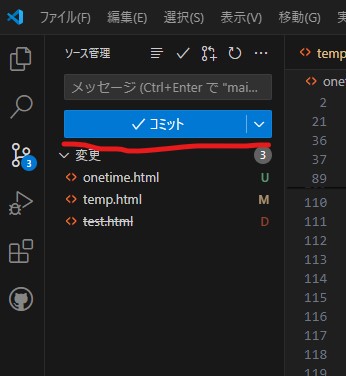 ファイル(F) 編集(E) 選択(S) 表示(V) 移動(G) 実
ソース管理
メッセージ (Ctrl+Enter で "mai...
コミット
変更 3
onetime.html U
temp.html M
test.html D
3
temp
onet
2
21
36
37
89
110
111
112
113
114
115
116
117
118
119